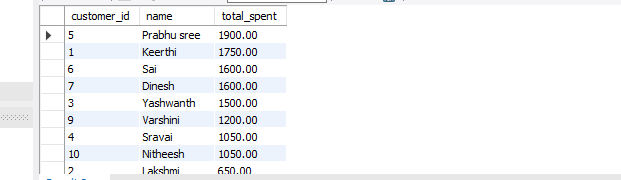 customer_id name total_spent
5 Prabhu sree 1900.00
1 Keerthi 1750.00
6 Sai 1600.00
7 Dinesh 1600.00
3 Yashwanth 1500.00
9 Varshini 1200.00
4 Sravai 1050.00
10 Nitheesh 1050.00
2 Lakshmi 650.00